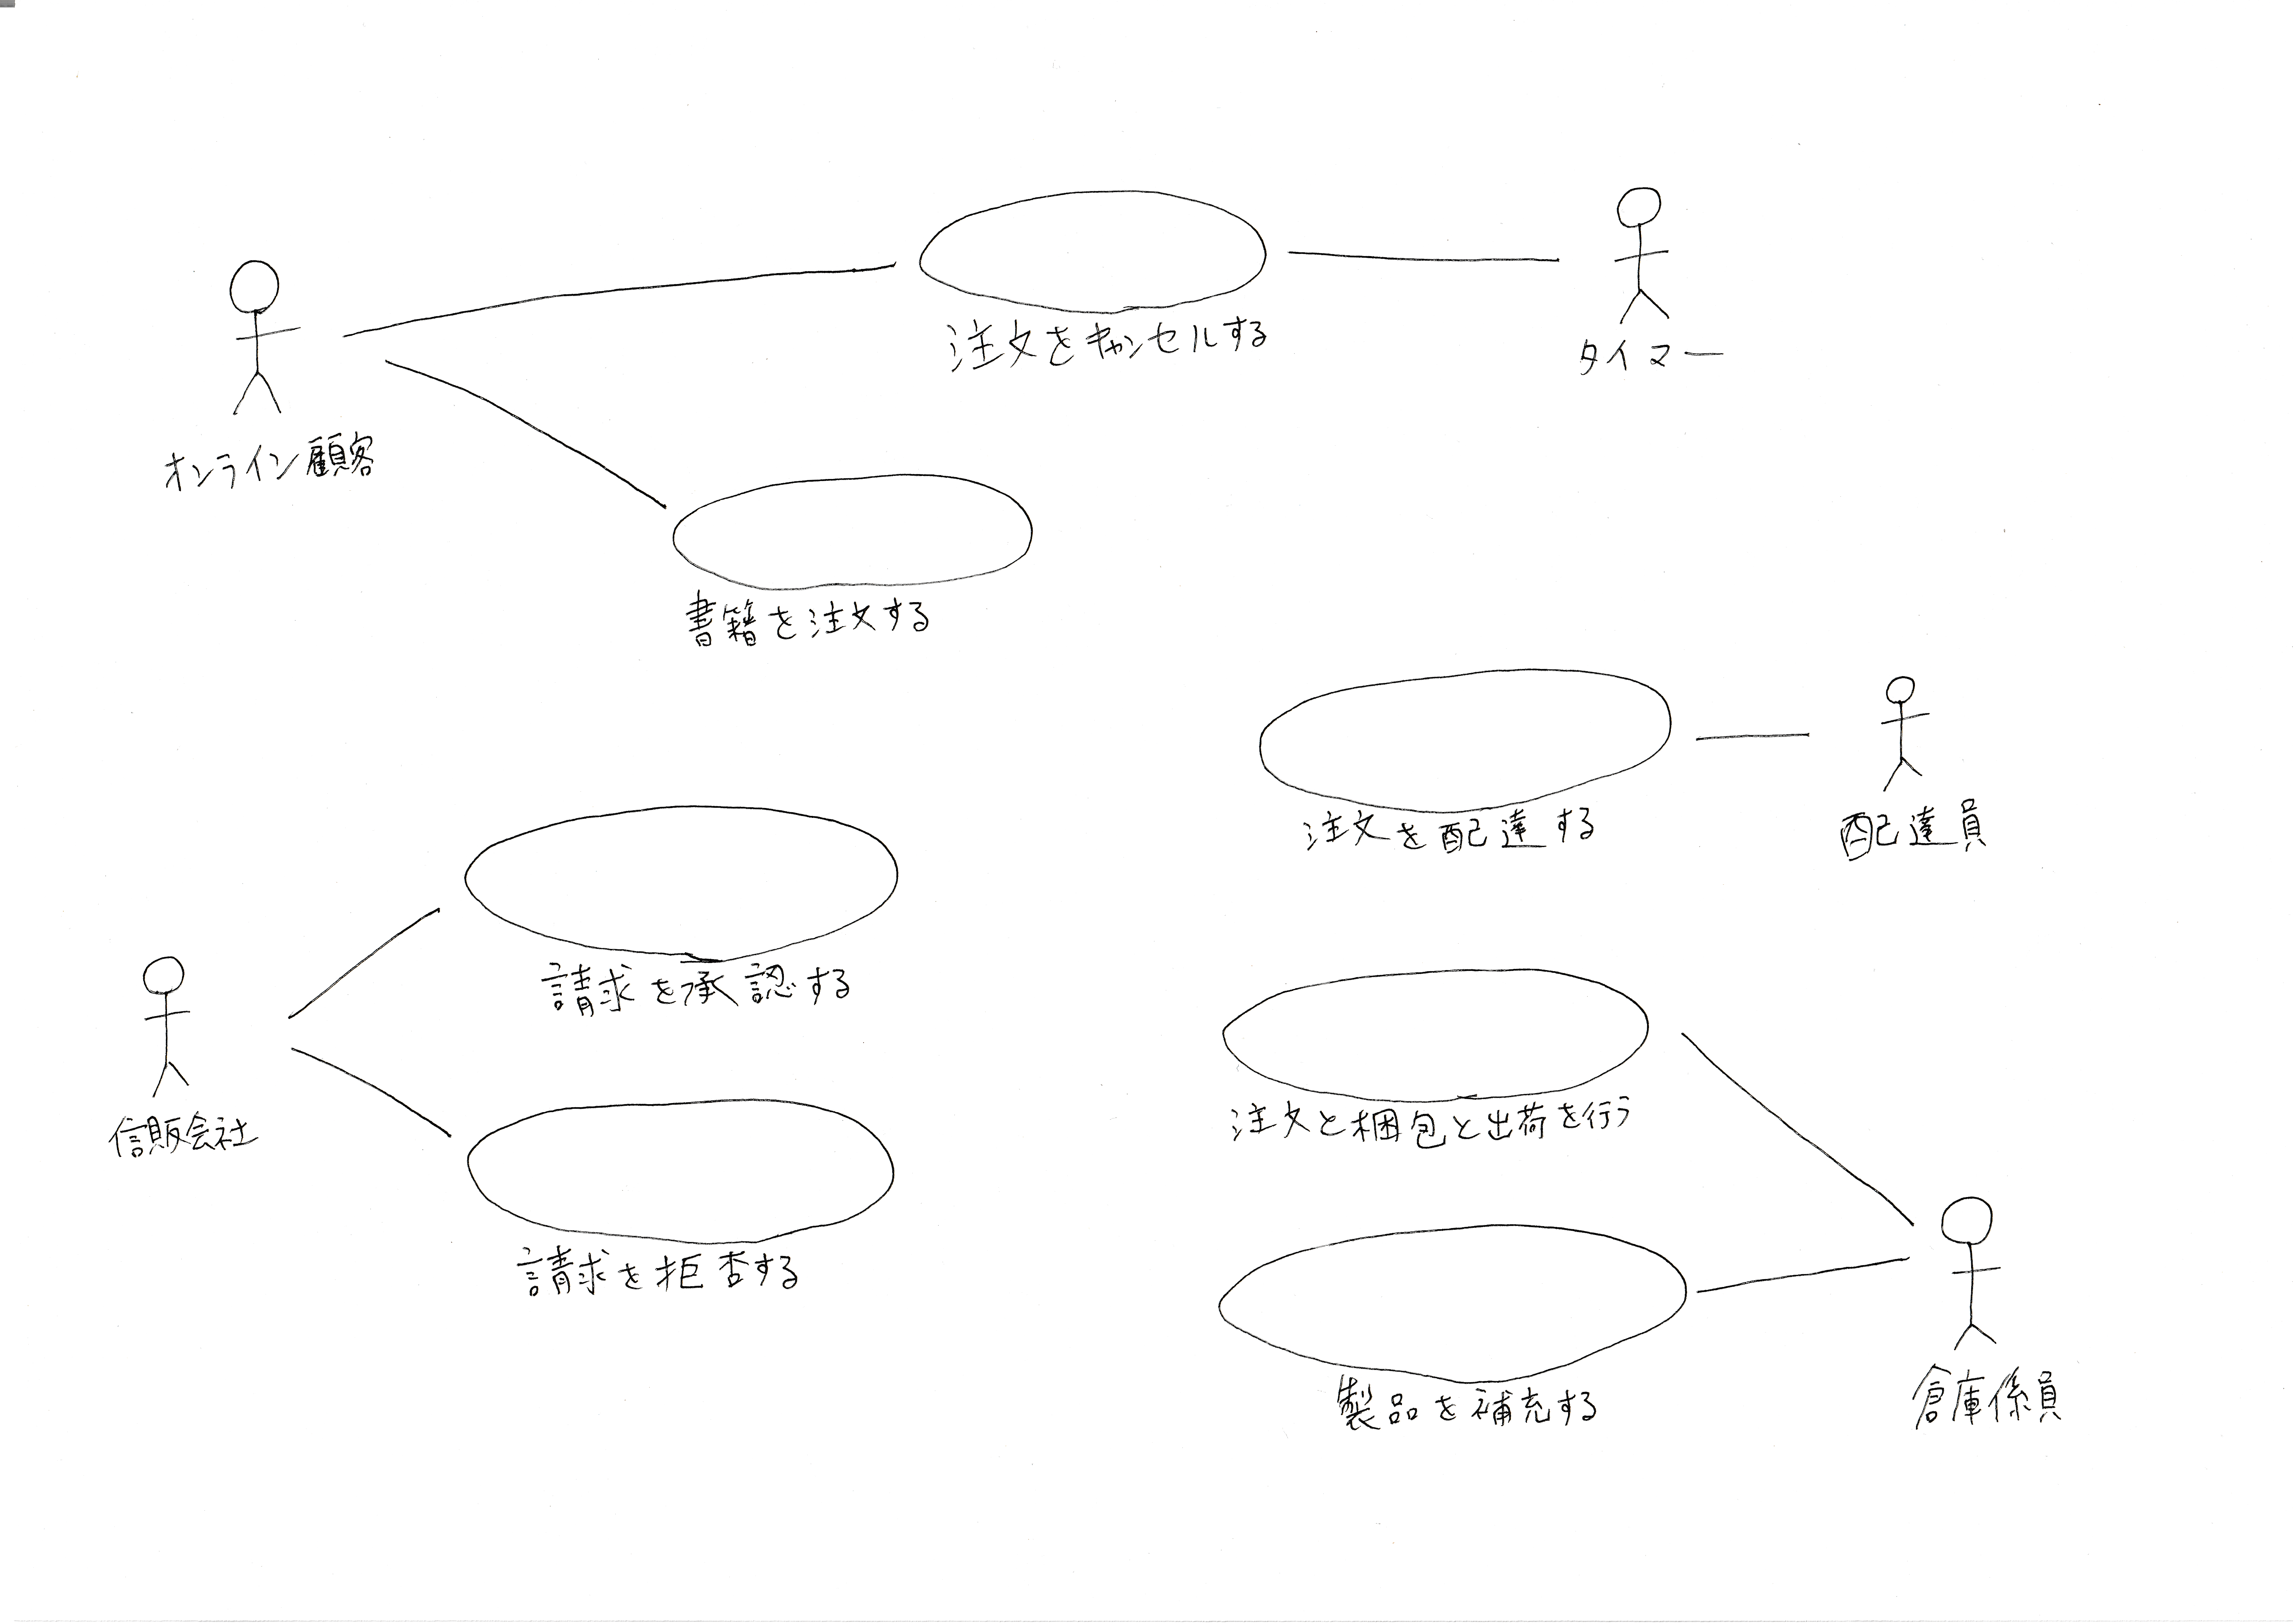 注文をキャンセルする
タイマー
オンライン顧客
書籍を注文する
注文を配達する
配達員
請求を承認する
信販会社
注文と梱包と出荷を行う
請求を拒否する
製品を補充する
倉庫係員